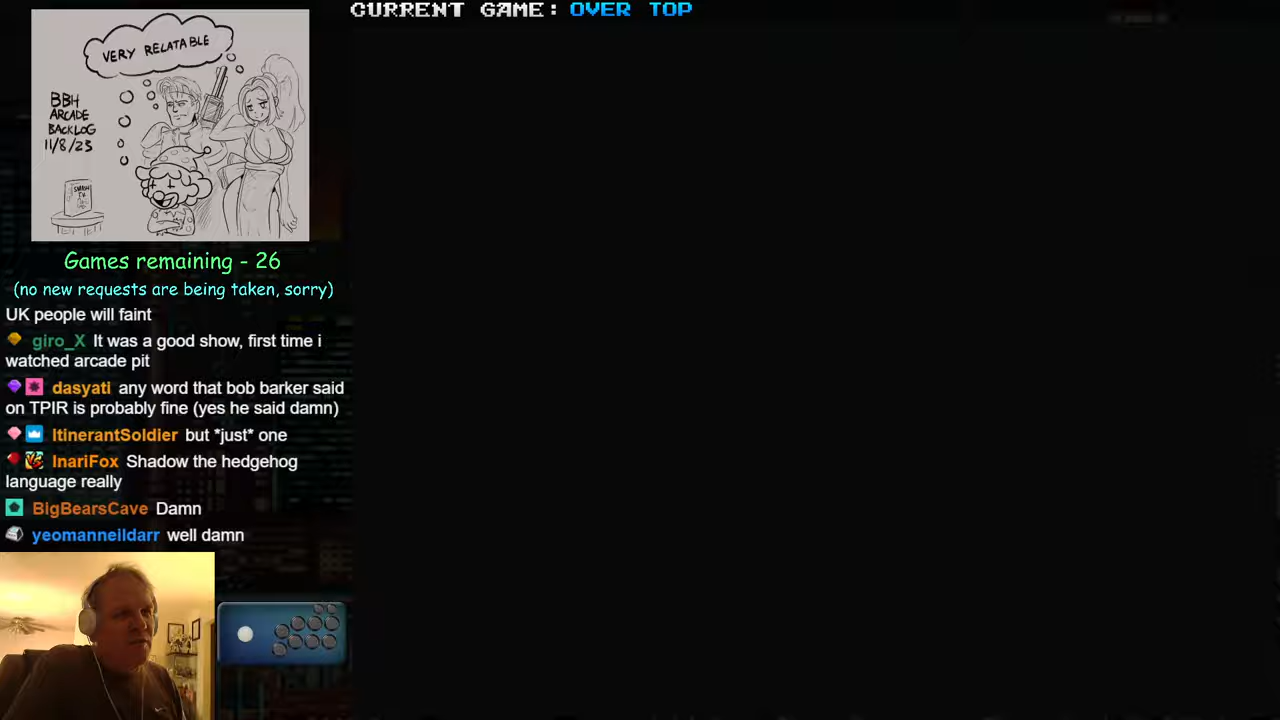 CURRENT GAME: OVER TOP
VERY RELATABLE
BBH
ARCADE
BACKLOG
11/8/23
SMASH
TV
Games remaining - 26
(no new requests are being taken, sorry)
UK people will faint
giro_X It was a good show, first time i
watched arcade pit
dasyati any word that bob barker said
on TPIR is probably fine (yes he said damn)
ItinerantSoldier but *just* one
InariFox Shadow the hedgehog
language really
BigBearsCave Damn
yeomanneildarr well damn